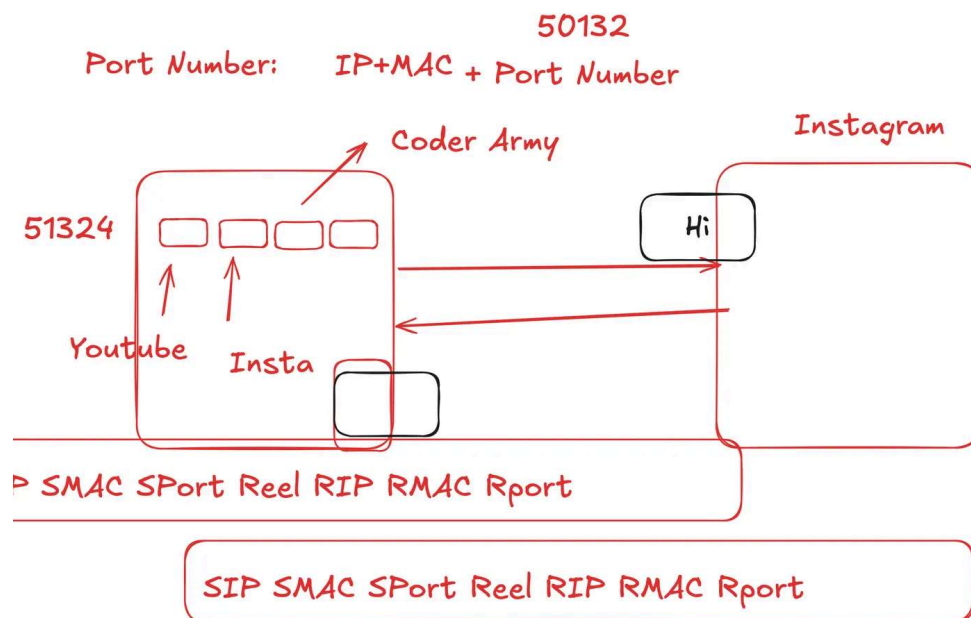 50132
Port Number: IP+MAC + Port Number
Coder Army
Instagram
51324
Hi
Youtube
Insta
P SMAC SPort Reel RIP RMAC Rport
SIP SMAC SPort Reel RIP RMAC Rport